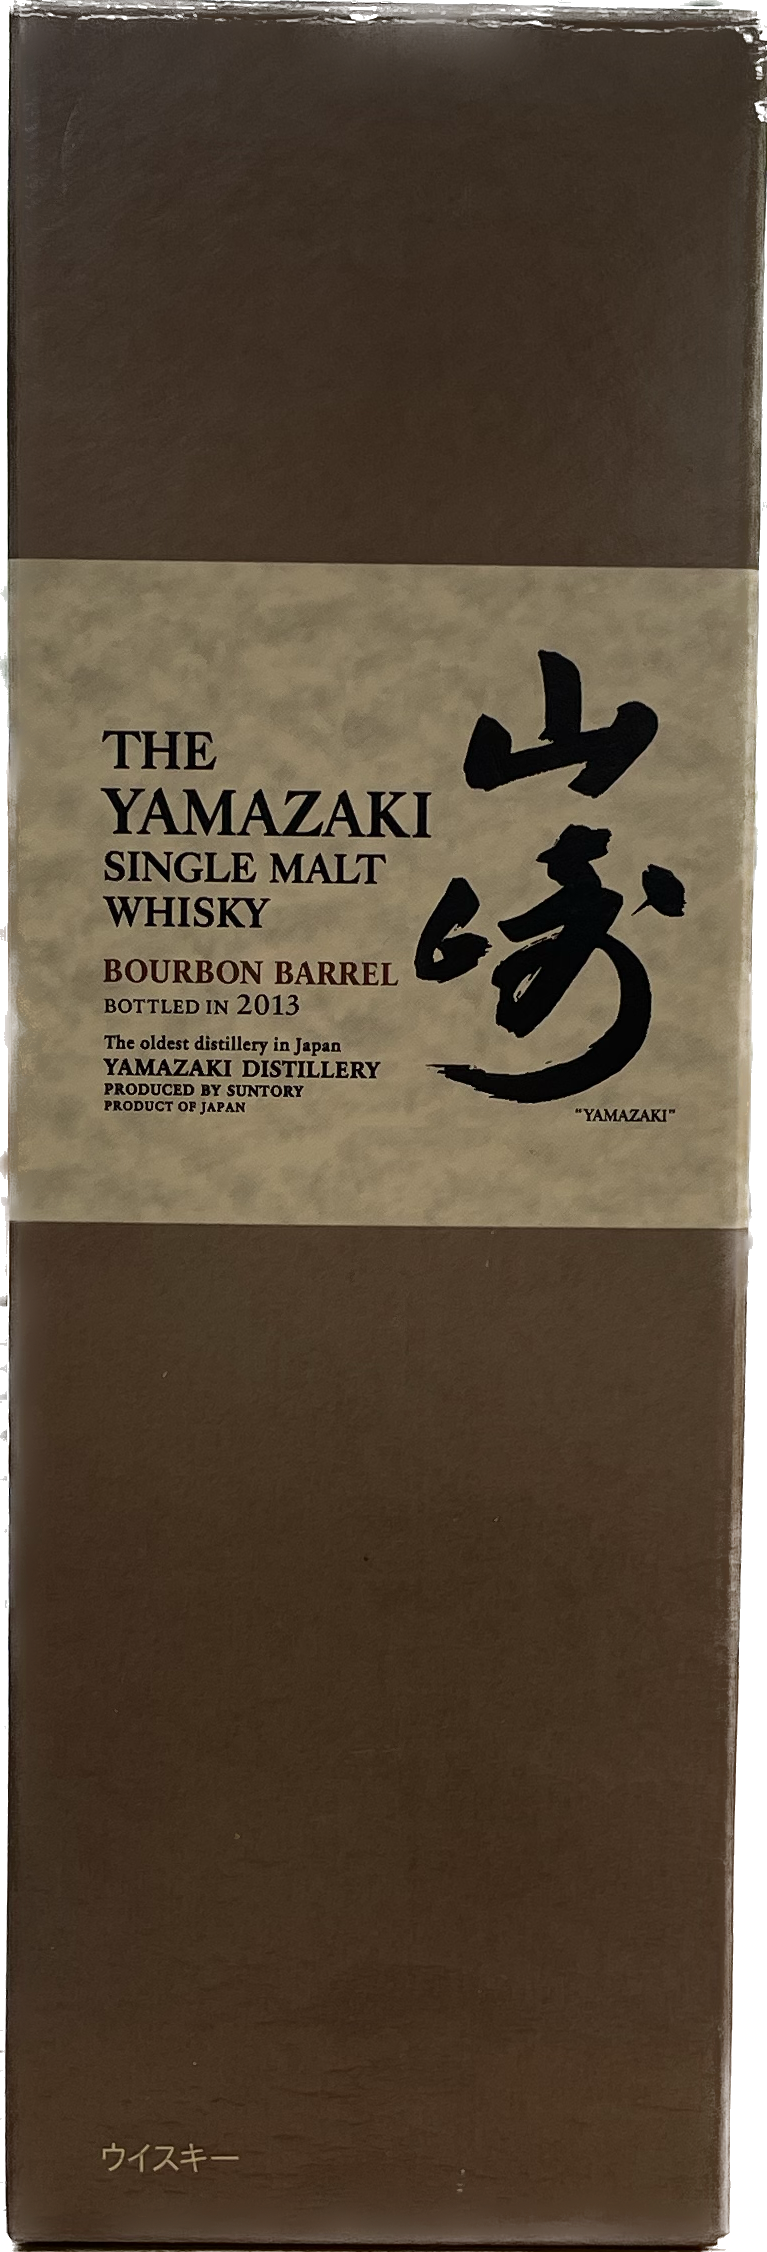 THE
YAMAZAKI
SINGLE MALT
WHISKY
BOURBON BARREL
BOTTLED IN 2013
The oldest distillery in Japan
YAMAZAKI DISTILLERY
PRODUCED BY SUNTORY
PRODUCT OF JAPAN
山
崎
"YAMAZAKI"
ウイスキー